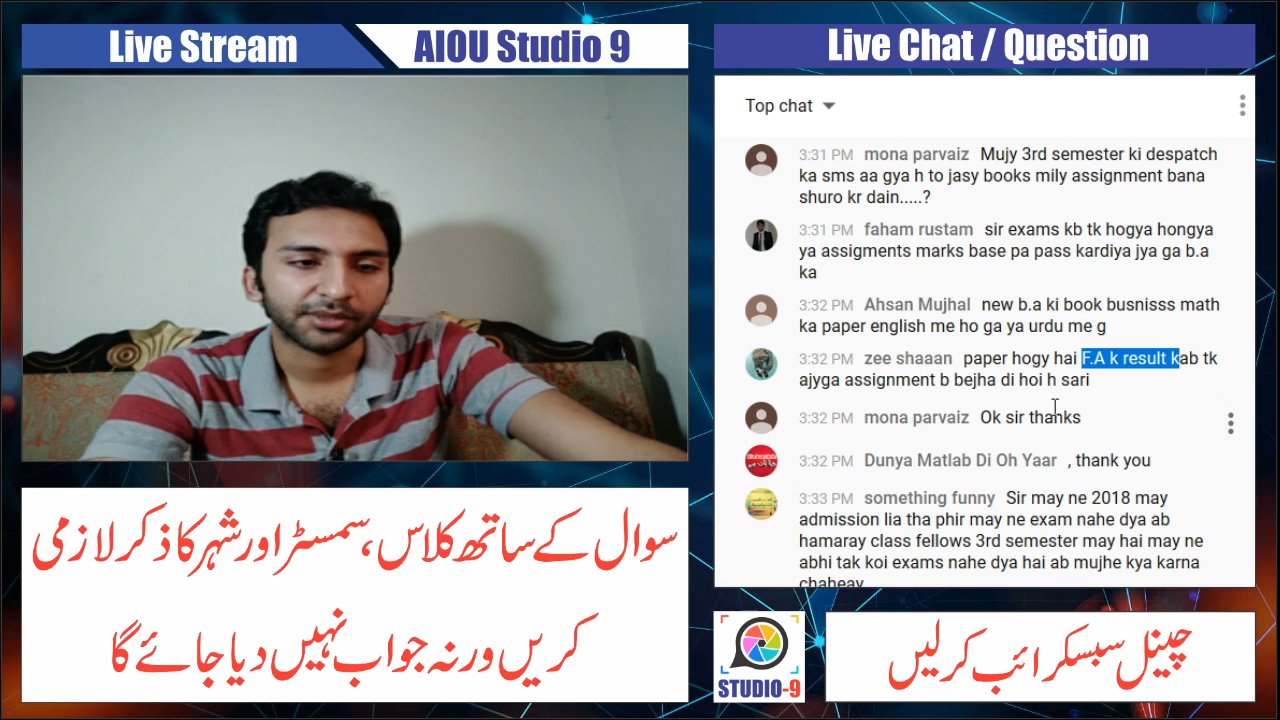 Live Stream
AIOU Studio 9
Live Chat / Question
Top chat
3:31 PM mona parvaiz Mujy 3rd semester ki despatch
ka sms aa gya h to jasy books mily assignment bana
shuro kr dain.....?
3:31 PM faham rustam sir exams kb tk hogya hongya
ya assigments marks base pa pass kardiya jya ga b.a
ka
3:32 PM Ahsan Mujhal new b.a ki book busnisss math
ka paper english me ho ga ya urdu me g
3:32 PM zee shaaan paper hogy hai F.A k result kab tk
ajyga assignment b bejha di hoi h sari
3:32 PM mona parvaiz Ok sir thanks
3:32 PM Dunya Matlab Di Oh Yaar , thank you
3:33 PM something funny Sir may ne 2018 may
admission lia tha phir may ne exam nahe dya ab
hamaray class fellows 3rd semester may hai may ne
abhi tak koi exams nahe dya hai ab mujhe kya karna
chaheay
سوال کے ساتھ کلاس، سمسٹر اور شہر کا ذکر لازمی
کریں ورنہ جواب نہیں دیا جائے گا
STUDIO-9
چینل سبسکرائب کر لیں